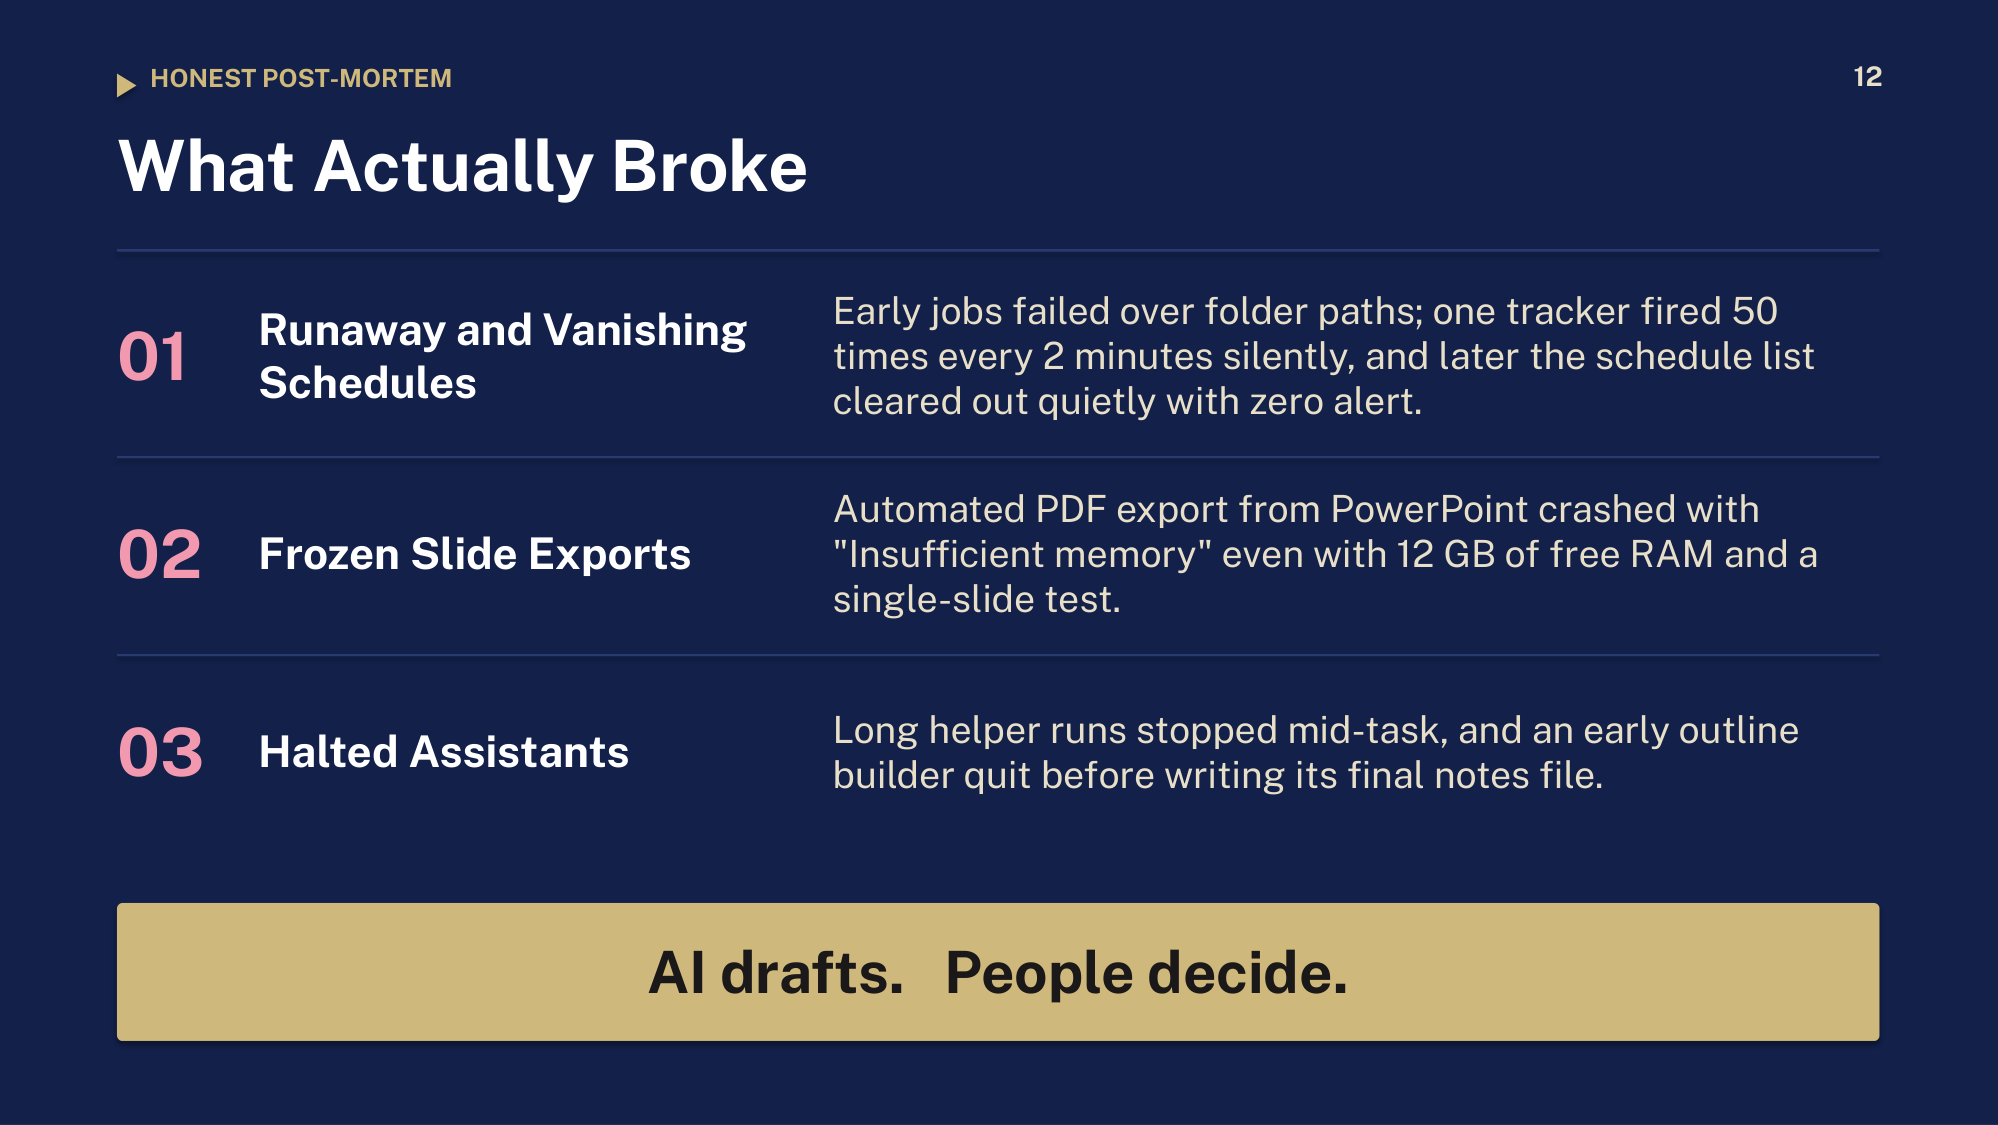 HONEST POST-MORTEM
12
What Actually Broke
01
Runaway and Vanishing
Schedules
Early jobs failed over folder paths; one tracker fired 50
times every 2 minutes silently, and later the schedule list
cleared out quietly with zero alert.
02
Frozen Slide Exports
Automated PDF export from PowerPoint crashed with
"Insufficient memory" even with 12 GB of free RAM and a
single-slide test.
03
Halted Assistants
Long helper runs stopped mid-task, and an early outline
builder quit before writing its final notes file.
AI drafts. People decide.